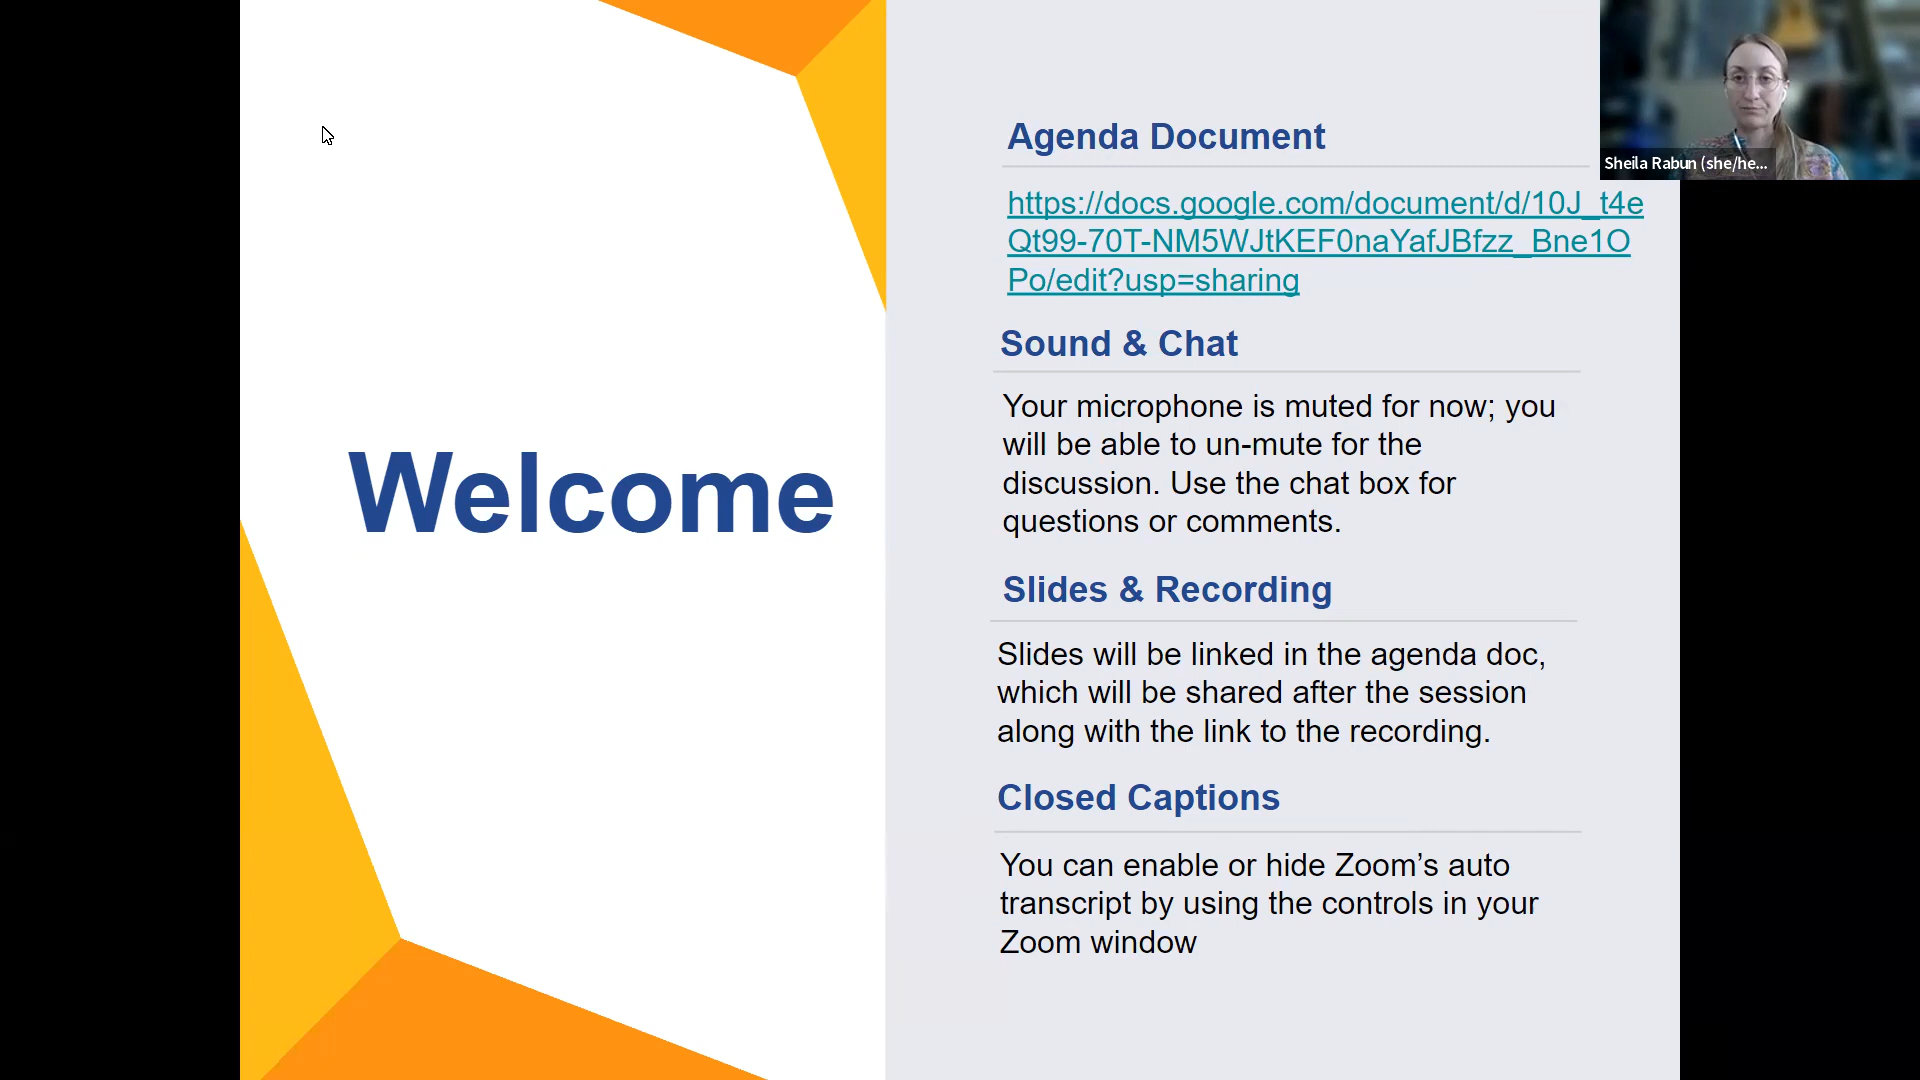 Welcome
Agenda Document
https://docs.google.com/document/d/10J_t4e
Qt99-70T-NM5WJtKEF0naYafJBfzz_Bne1O
Po/edit?usp=sharing
Sound & Chat
Your microphone is muted for now; you
will be able to un-mute for the
discussion. Use the chat box for
questions or comments.
Slides & Recording
Slides will be linked in the agenda doc,
which will be shared after the session
along with the link to the recording.
Closed Captions
You can enable or hide Zoom’s auto
transcript by using the controls in your
Zoom window
Sheila Rabun (she/he...